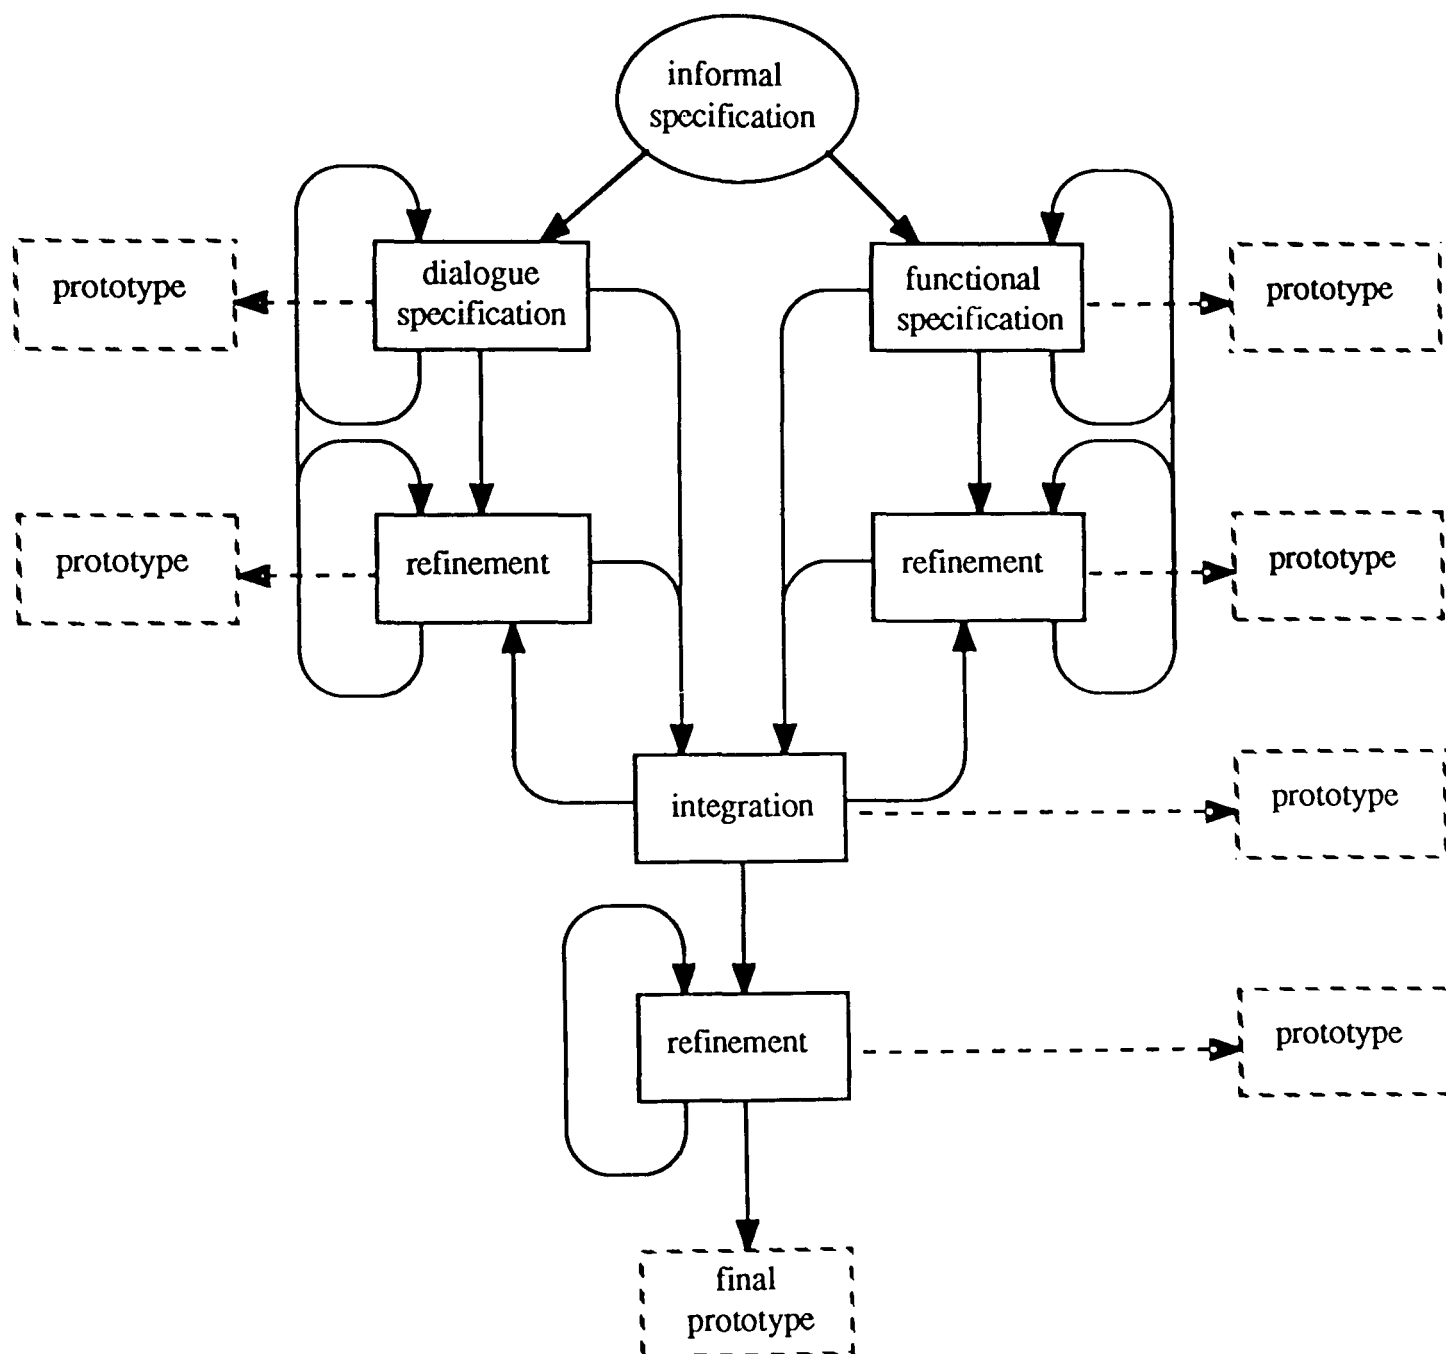 informal
specification
prototype
dialogue
specification
functional
specification
prototype
prototype
refinement
refinement
prototype
integration
prototype
refinement
prototype
final
prototype